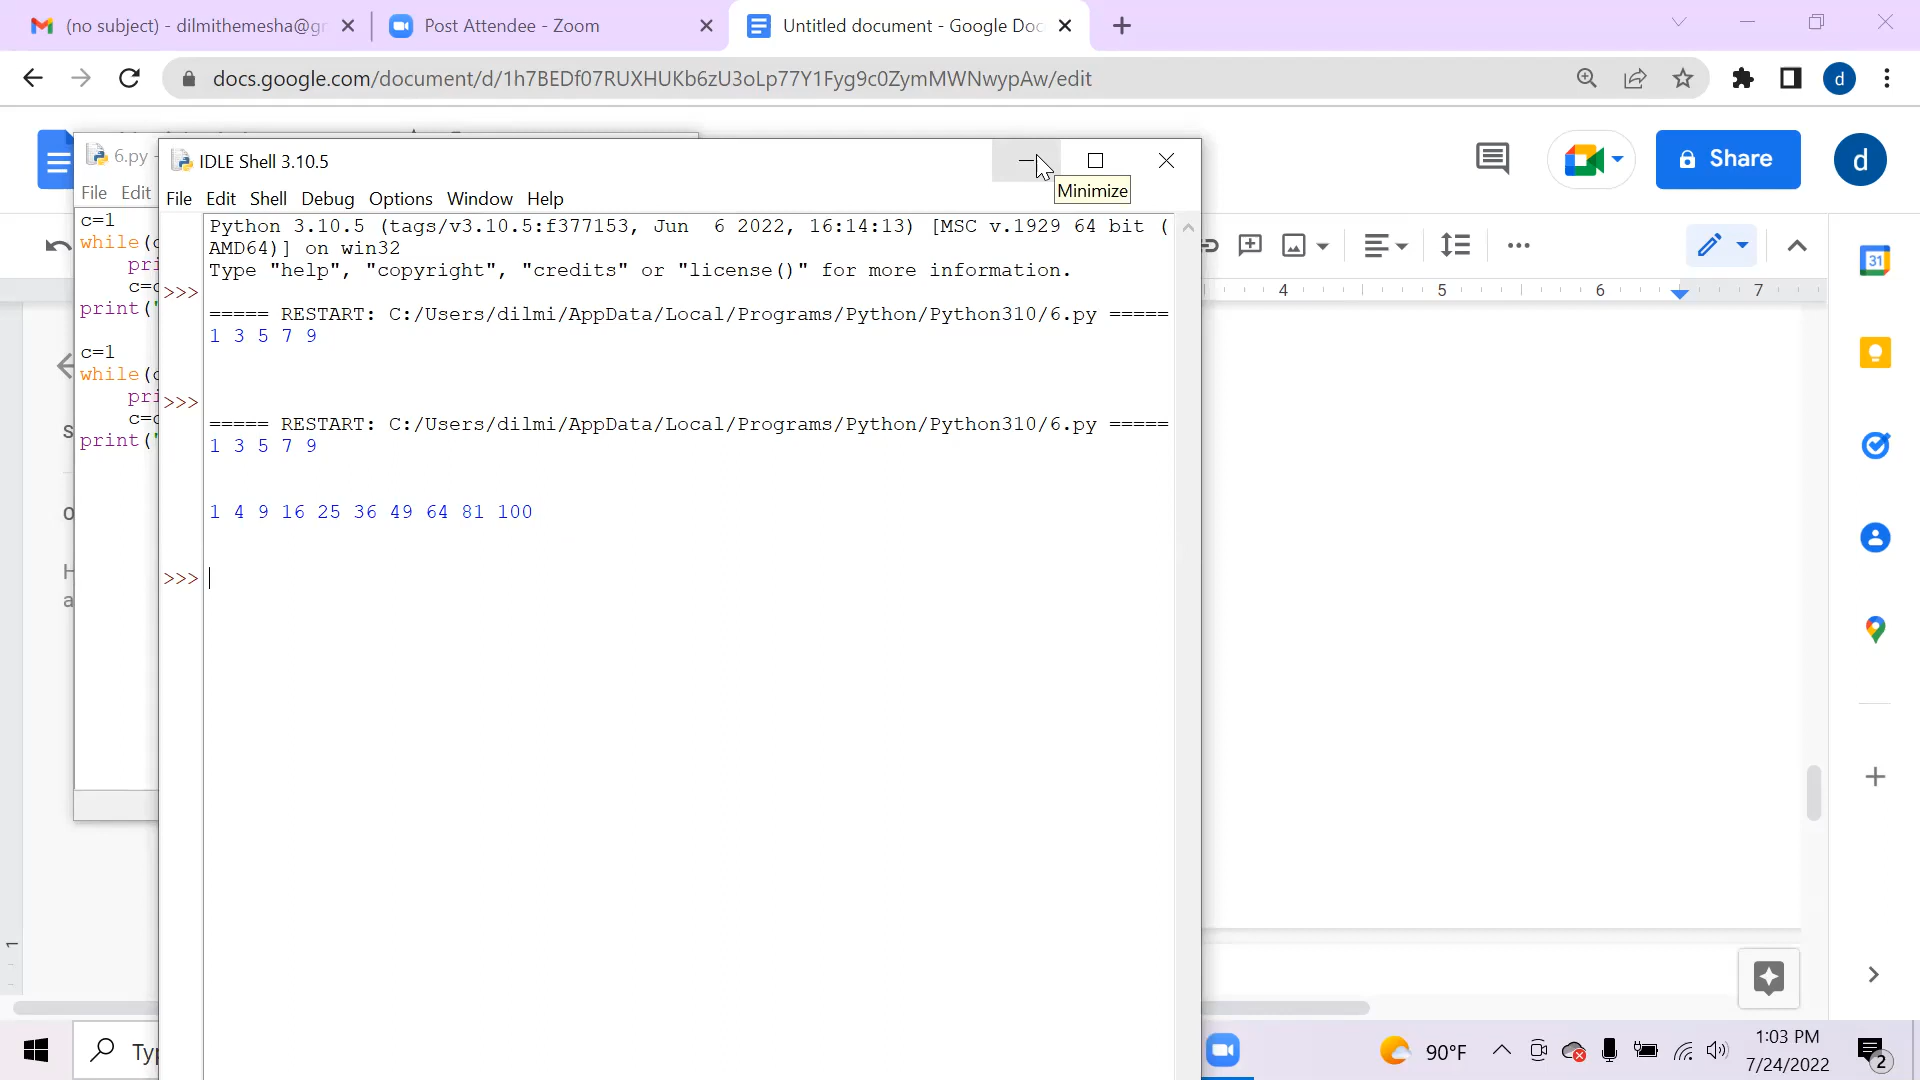 (no subject) - dilmithemesha@gr
Post Attendee - Zoom
Untitled document - Google Doc
docs.google.com/document/d/1h7BEDf07RUXHUKb6zU3oLp77Y1Fyg9c0ZymMWNwypAw/edit
d
6.py -
File Edit
c=1
while(c
pri
c=c
print('
c=1
while(c
pri
c=c
print('
IDLE Shell 3.10.5
Minimize
File Edit Shell Debug Options Window Help
Python 3.10.5 (tags/v3.10.5:f377153, Jun  6 2022, 16:14:13) [MSC v.1929 64 bit (
AMD64)] on win32
Type "help", "copyright", "credits" or "license()" for more information.
>>>
===== RESTART: C:/Users/dilmi/AppData/Local/Programs/Python/Python310/6.py =====
1 3 5 7 9
>>>
===== RESTART: C:/Users/dilmi/AppData/Local/Programs/Python/Python310/6.py =====
1 3 5 7 9
1 4 9 16 25 36 49 64 81 100
>>>
Share
d
4 5 6 7
31
1
90°F
1:03 PM
7/24/2022
2